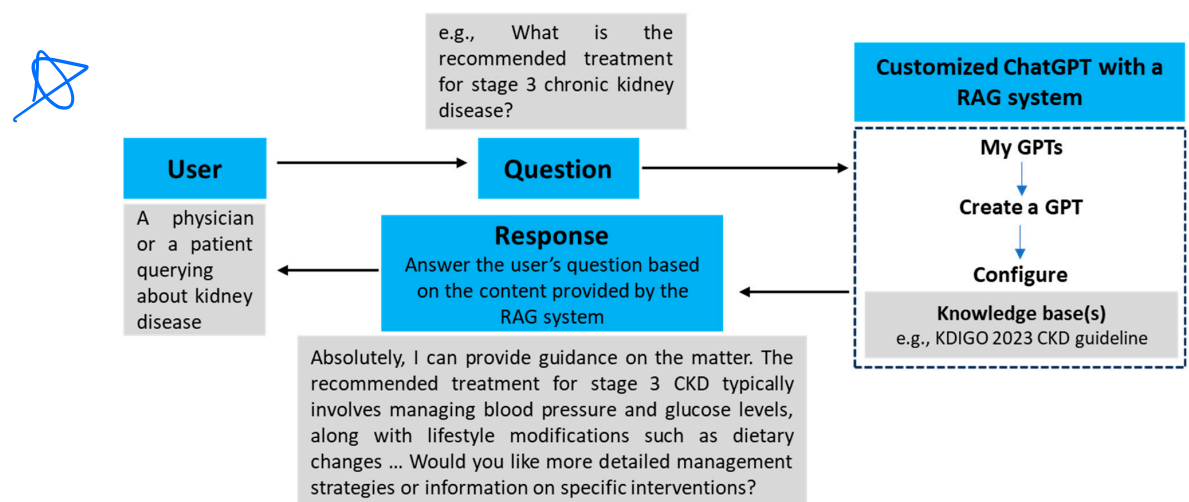 e.g., What is the
recommended treatment
for stage 3 chronic kidney
disease?
Customized ChatGPT with a
RAG system
User
Question
My GPTs
Create a GPT
Configure
Knowledge base(s)
e.g., KDIGO 2023 CKD guideline
A physician
or a patient
querying
about kidney
disease
Response
Answer the user’s question based
on the content provided by the
RAG system
Absolutely, I can provide guidance on the matter. The
recommended treatment for stage 3 CKD typically
involves managing blood pressure and glucose levels,
along with lifestyle modifications such as dietary
changes ... Would you like more detailed management
strategies or information on specific interventions?